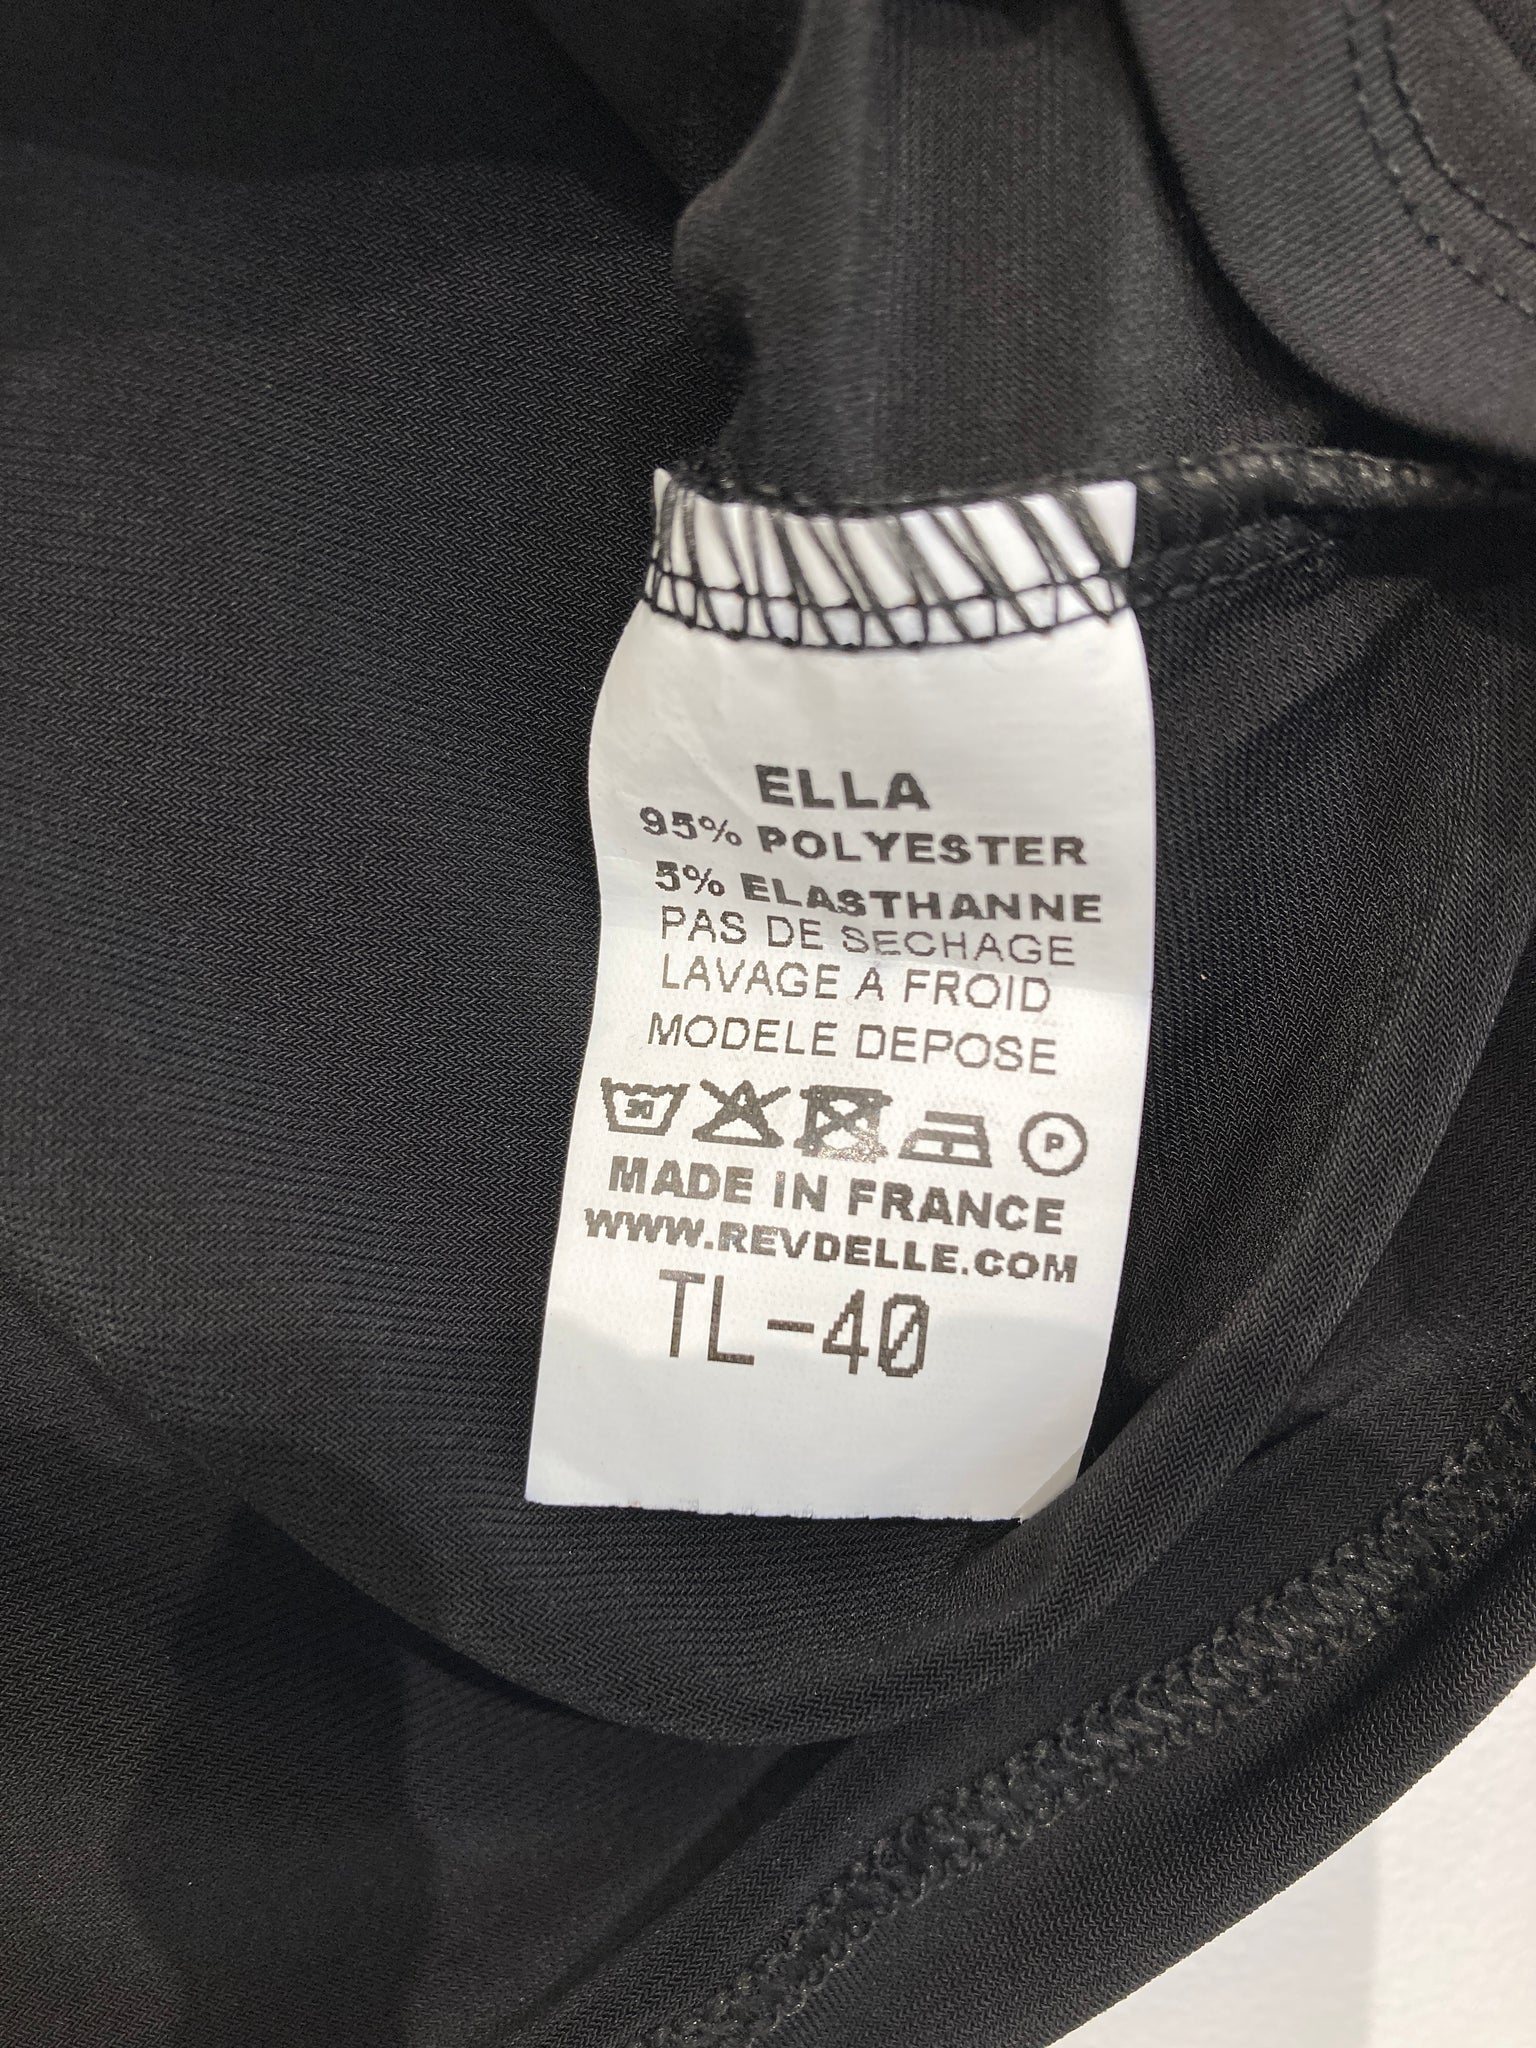 ELLA
95% POLYESTER
5% ELASTHANNE
PAS DE SECHAGE
LAVAGE A FROID
MODELE DEPOSE
30 P
MADE IN FRANCE
WWW.REVDELLE.COM
TL-40